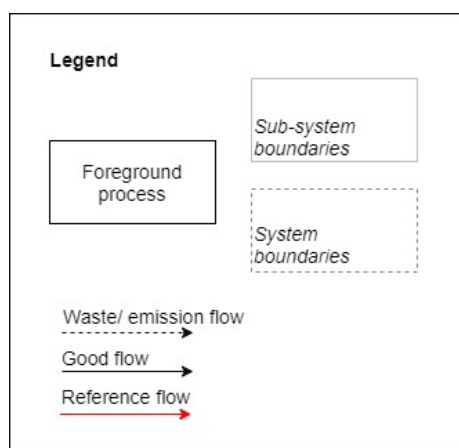 Legend
Sub-system
boundaries
Foreground
process
System
boundaries
Waste/ emission flow
Good flow
Reference flow